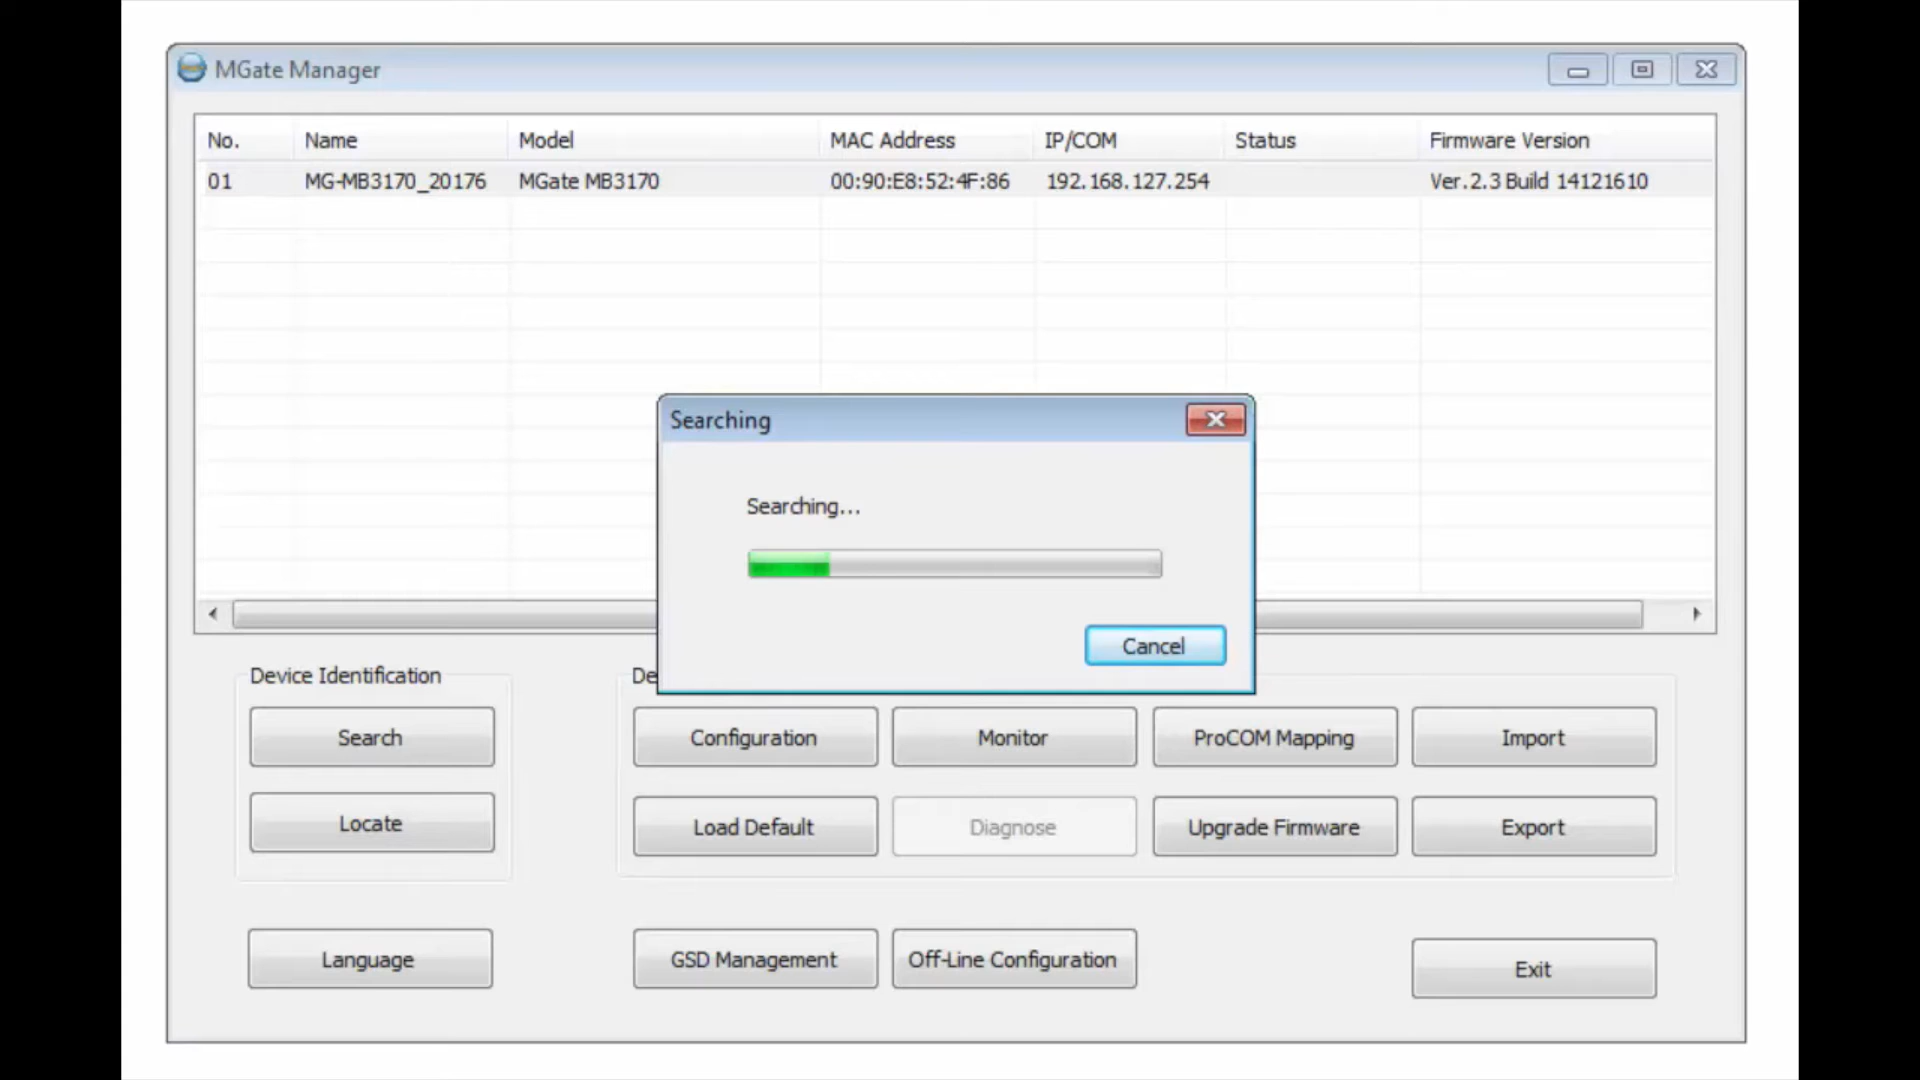 MGate Manager
No. Name Model MAC Address IP/COM Status Firmware Version
01 MG-MB3170_20176 MGate MB3170 00:90:E8:52:4F:86 192.168.127.254 Ver.2.3 Build 14121610
Searching
Searching...
Cancel
Device Identification De
Search Configuration Monitor ProCOM Mapping Import
Locate Load Default Diagnose Upgrade Firmware Export
Language GSD Management Off-Line Configuration Exit